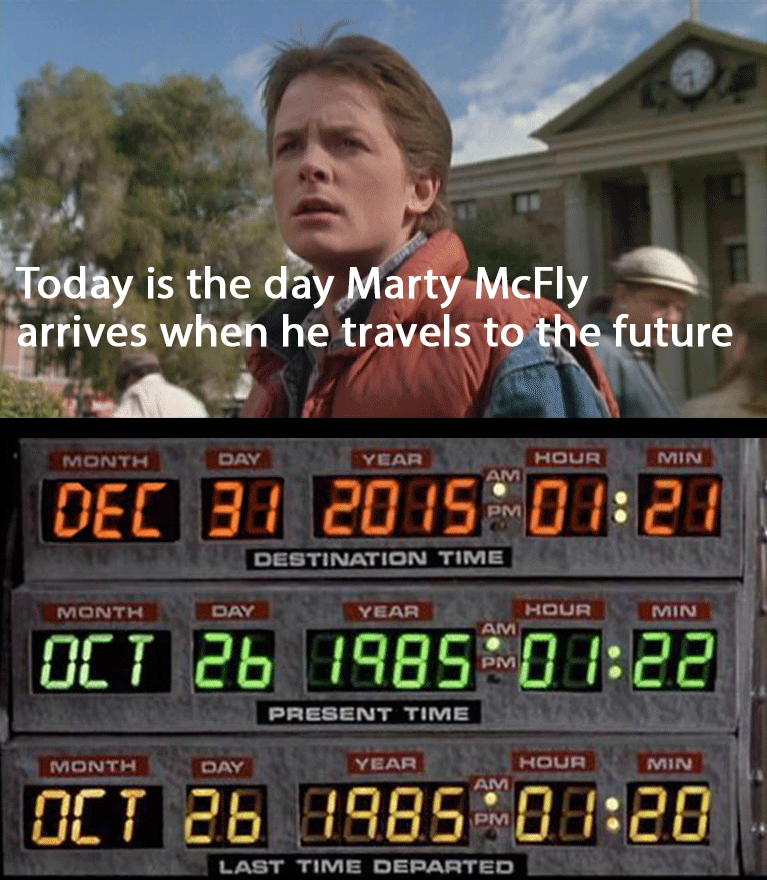 Today is the day Marty McFly
arrives when he travels to the future
MONTH DAY YEAR HOUR MIN
AM
DEC 31 2015 01:21
PM
DESTINATION TIME
MONTH DAY YEAR HOUR MIN
AM
OCT 26 1985 01:22
PM
PRESENT TIME
MONTH DAY YEAR HOUR MIN
AM
OCT 26 1985 01:20
PM
LAST TIME DEPARTED